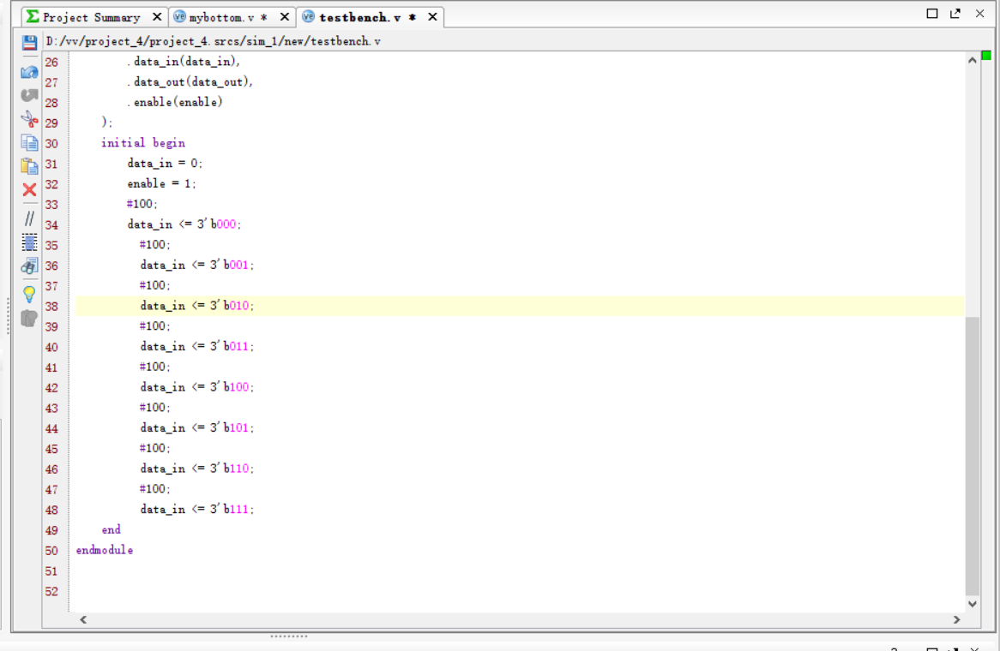 Project Summary × mybottom.v * × testbench.v * ×
D:/vv/project_4/project_4.srcs/sim_1/new/testbench.v
26 .data_in(data_in),
27 .data_out(data_out),
28 .enable(enable)
29 );
30 initial begin
31 data_in = 0;
32 enable = 1;
33 #100;
34 data_in <= 3'b000;
35 #100;
36 data_in <= 3'b001;
37 #100;
38 data_in <= 3'b010;
39 #100;
40 data_in <= 3'b011;
41 #100;
42 data_in <= 3'b100;
43 #100;
44 data_in <= 3'b101;
45 #100;
46 data_in <= 3'b110;
47 #100;
48 data_in <= 3'b111;
49 end
50 endmodule
51
52